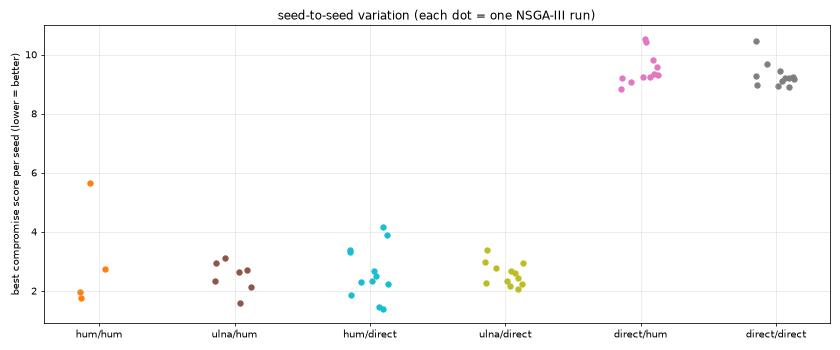 seed-to-seed variation (each dot = one NSGA-III run)
best compromise score per seed (lower = better)
10
8
6
4
2
hum/hum ulna/hum hum/direct ulna/direct direct/hum direct/direct